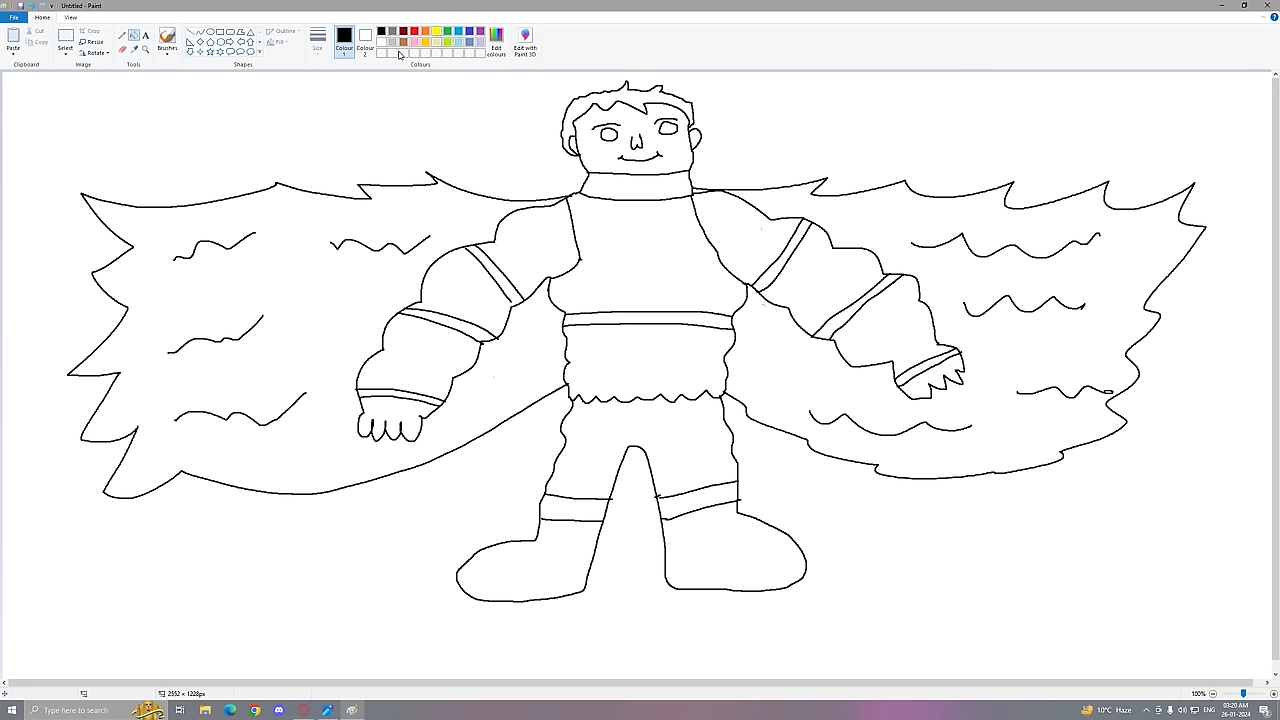 Untitled - Paint
File Home View
Paste Cut Copy Select Crop Resize Rotate A Brushes Outline Fill Size Colour 1 Colour 2 Edit colours Edit with Paint 3D
Clipboard Image Tools Shapes Colours
2552 × 1228px 100%
Type here to search 10°C Haze ENG 03:20 AM 26-01-2024